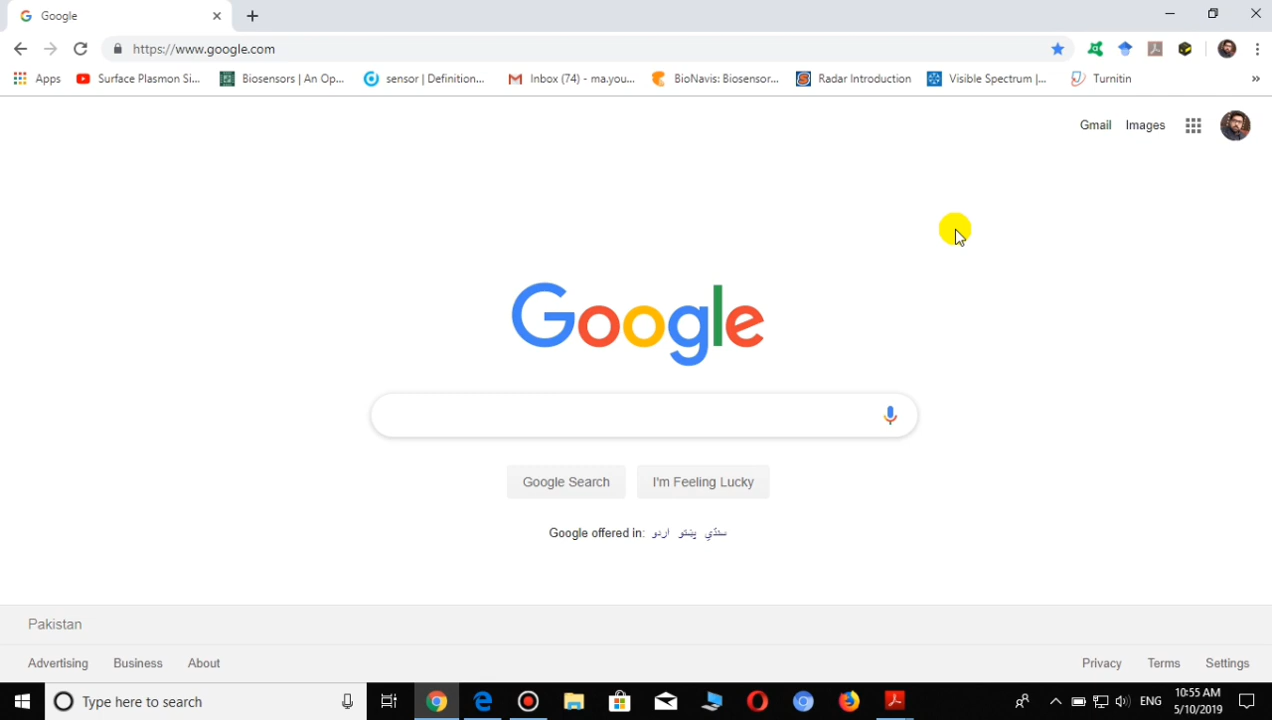 Google
https://www.google.com
Apps Surface Plasmon Si... Biosensors | An Op... sensor | Definition... Inbox (74) - ma.you... BioNavis: Biosensor... Radar Introduction Visible Spectrum |... Turnitin »
Gmail Images
Google
Google Search I'm Feeling Lucky
Google offered in: اردو پښتو سنڌي
Pakistan
Advertising Business About Privacy Terms Settings
Type here to search ENG 10:55 AM
5/10/2019